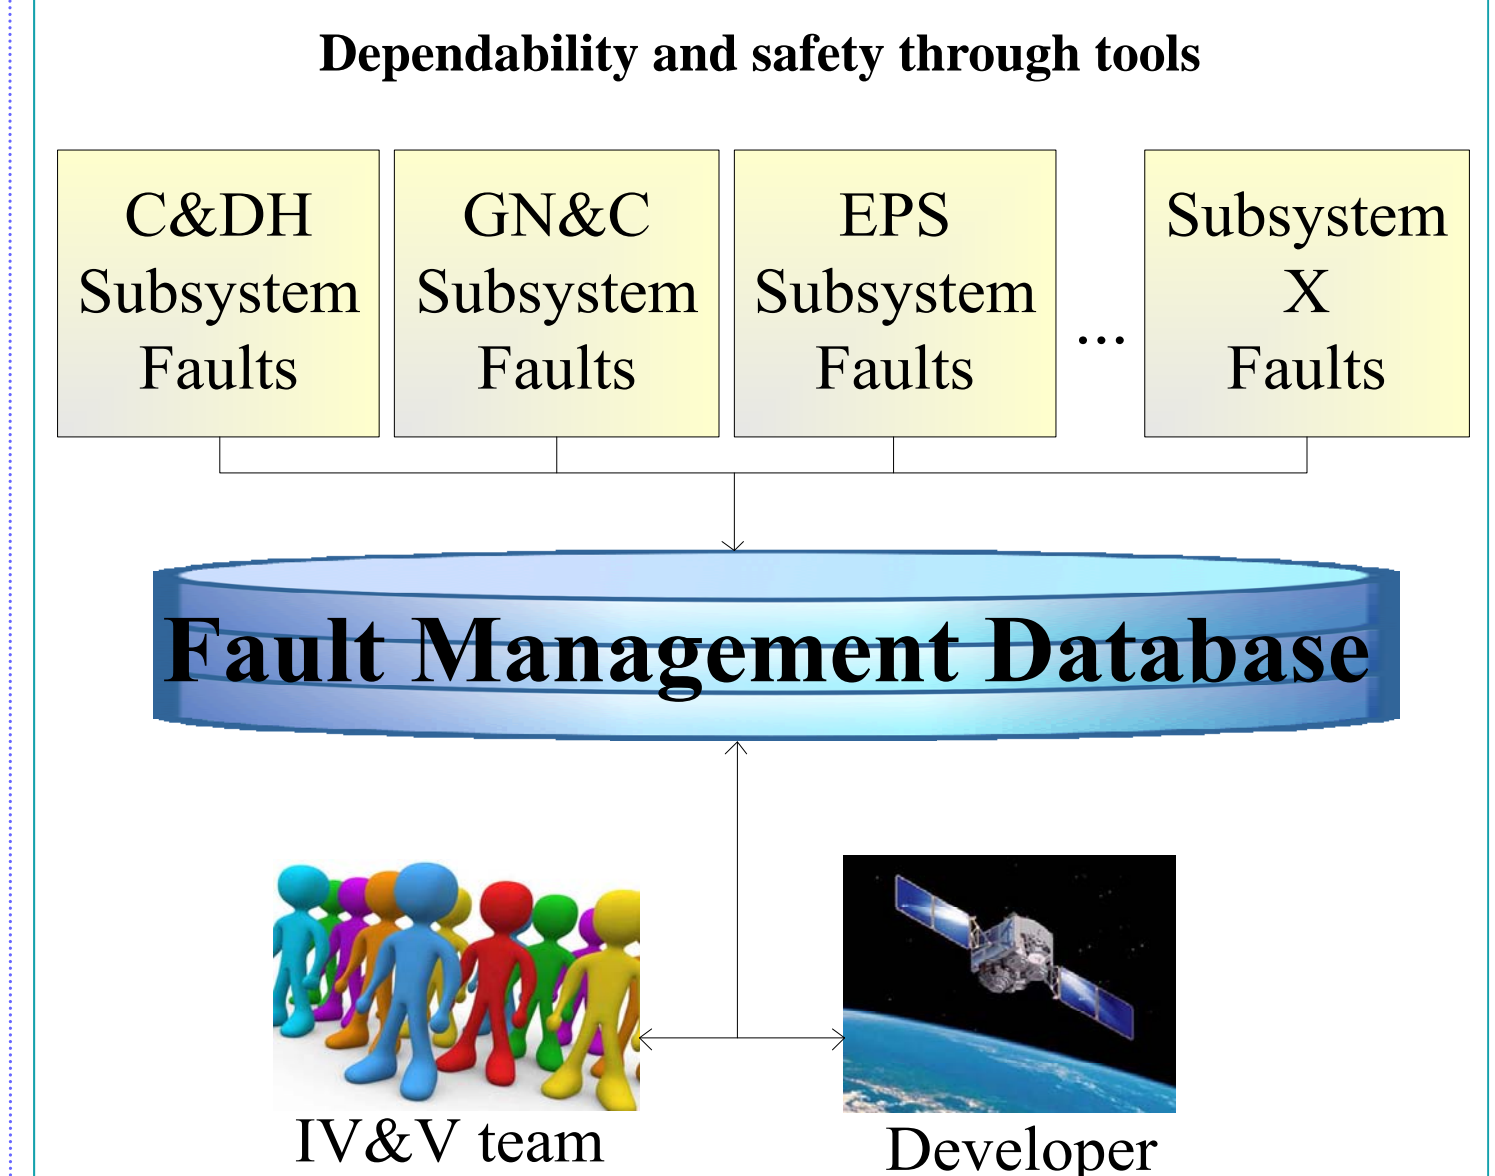 Dependability and safety through tools
C&DH
Subsystem
Faults
GN&C
Subsystem
Faults
EPS
Subsystem
Faults
...
Subsystem
X
Faults
Fault Management Database
IV&V team
Developer